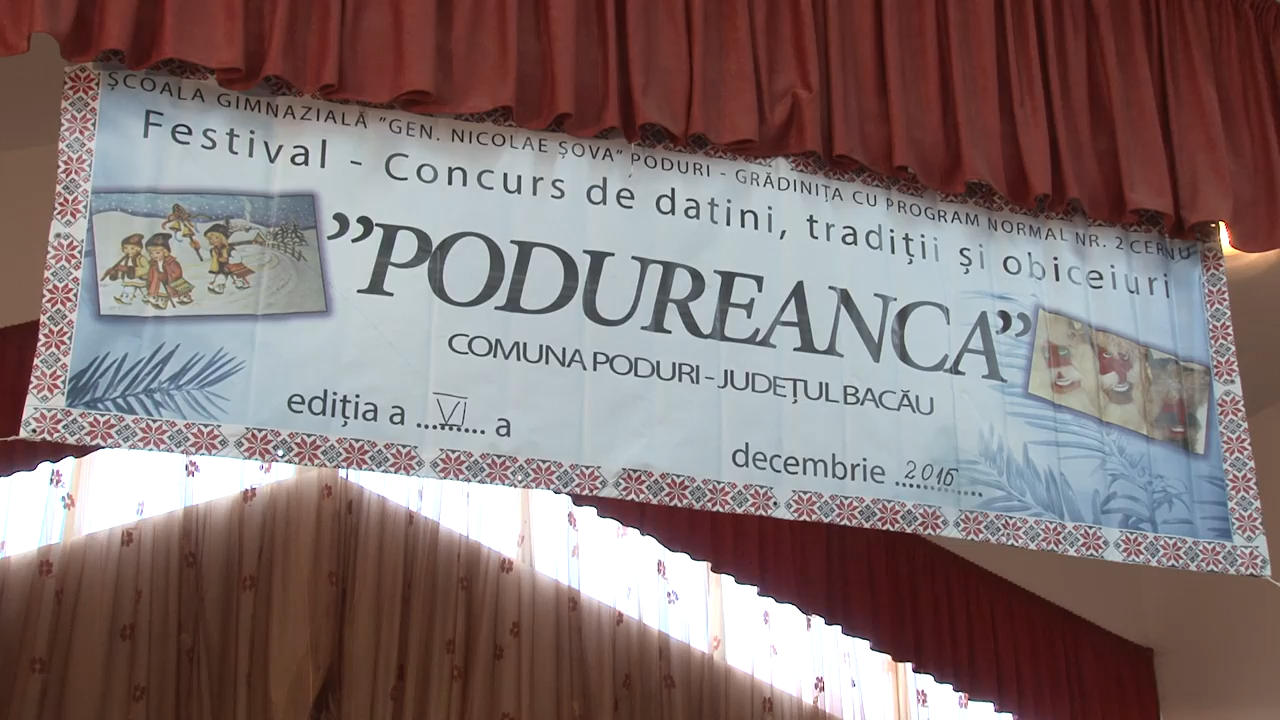 ȘCOALA GIMNAZIALĂ "GEN. NICOLAE ȘOVA" PODURI - GRĂDINIȚA CU PROGRAM NORMAL NR. 2 CERNU
Festival - Concurs de datini, tradiții și obiceiuri
”PODUREANCA”
COMUNA PODURI - JUDEȚUL BACĂU
ediția a ...VI... a
decembrie 2016